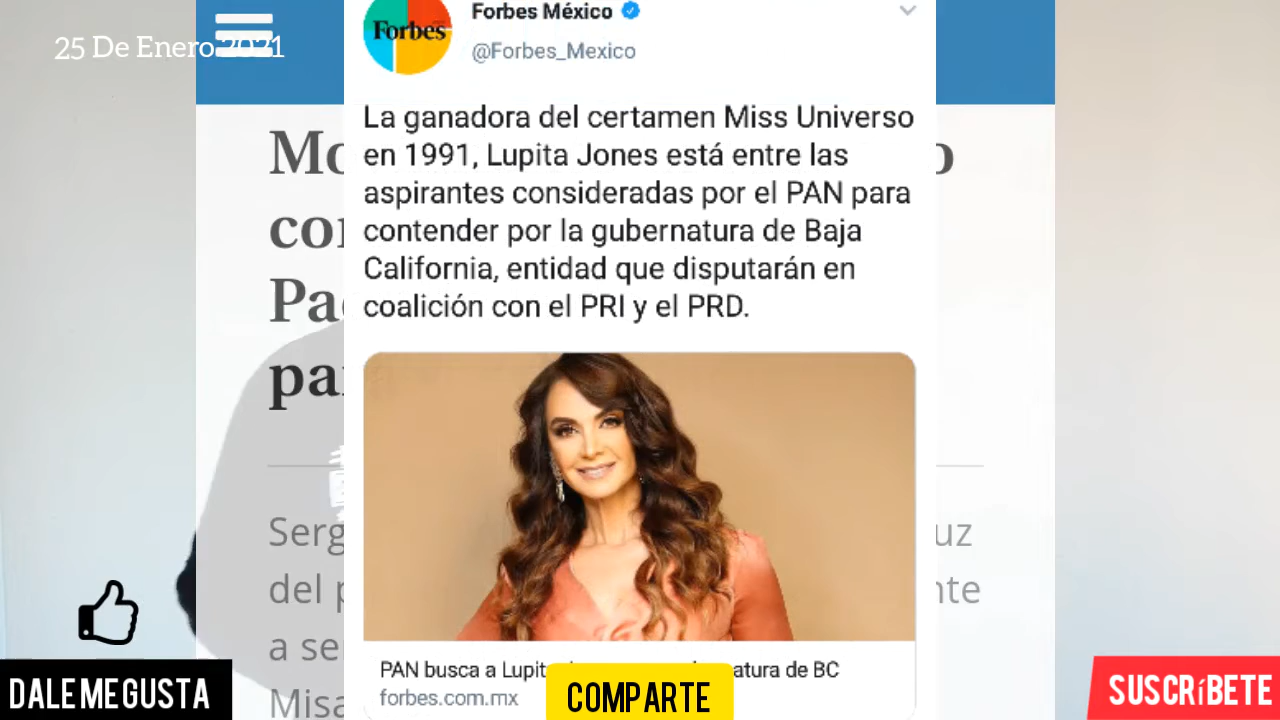 Forbes México
@Forbes_Mexico
Forbes
25 De Enero 2021
La ganadora del certamen Miss Universo
en 1991, Lupita Jones está entre las
aspirantes consideradas por el PAN para
contender por la gubernatura de Baja
California, entidad que disputarán en
coalición con el PRI y el PRD.
PAN busca a
de BC
forbes.com.mx
del
a
DALE ME GUSTA
COMPARTE
SUSCRíBETE